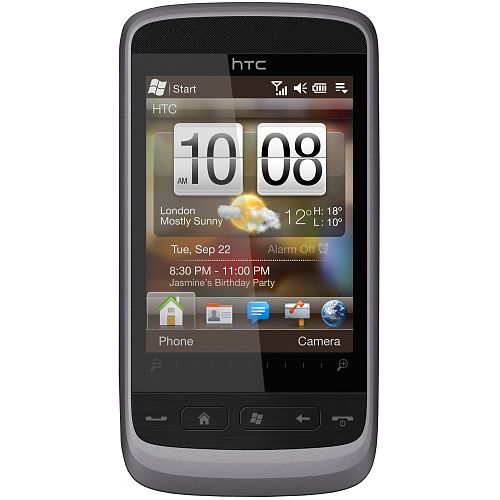 hTC
Start
HTC
10 08
AM
London
Mostly Sunny
12° H: 18°
L: 10°
Tue, Sep 22
Alarm Off
8:30 PM - 11:00 PM
Jasmine's Birthday Party
Phone
Camera